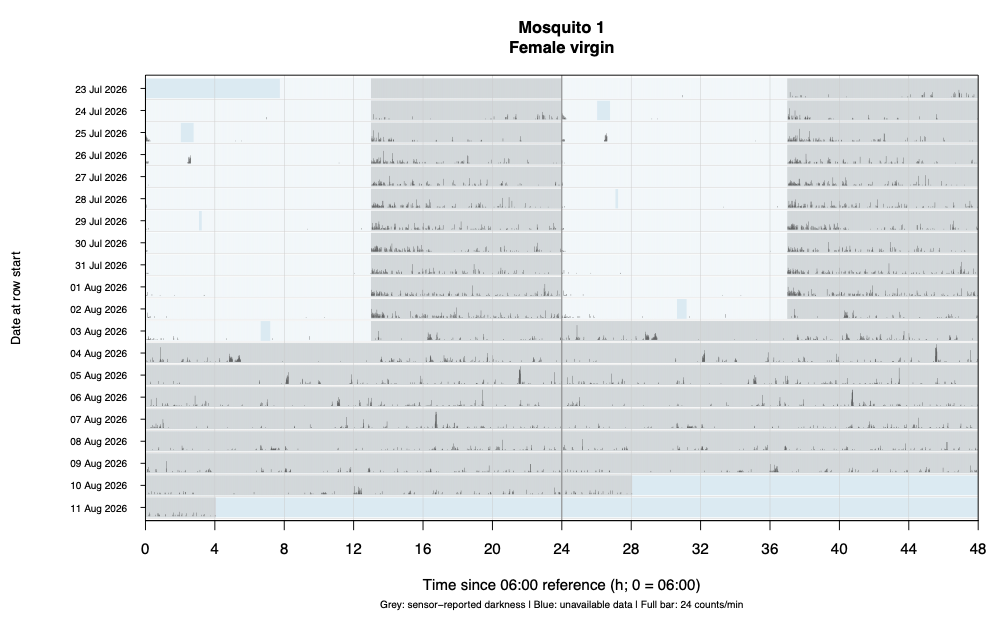 Mosquito 1
Female virgin
Date at row start
23 Jul 2026
24 Jul 2026
25 Jul 2026
26 Jul 2026
27 Jul 2026
28 Jul 2026
29 Jul 2026
30 Jul 2026
31 Jul 2026
01 Aug 2026
02 Aug 2026
03 Aug 2026
04 Aug 2026
05 Aug 2026
06 Aug 2026
07 Aug 2026
08 Aug 2026
09 Aug 2026
10 Aug 2026
11 Aug 2026
0 4 8 12 16 20 24 28 32 36 40 44 48
Time since 06:00 reference (h; 0 = 06:00)
Grey: sensor−reported darkness | Blue: unavailable data | Full bar: 24 counts/min